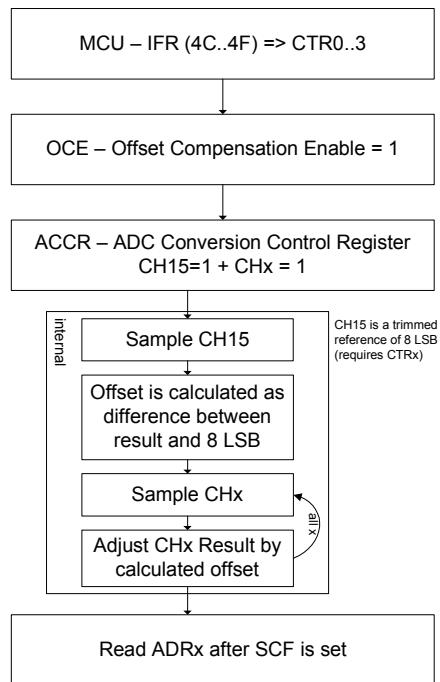 MCU – IFR (4C..4F) => CTR0..3
OCE – Offset Compensation Enable = 1
ACCR – ADC Conversion Control Register
CH15=1 + CHx = 1
internal
CH15 is a trimmed
reference of 8 LSB
(requires CTRx)
Sample CH15
Offset is calculated as
difference between
result and 8 LSB
Sample CHx
all x
Adjust CHx Result by
calculated offset
Read ADRx after SCF is set